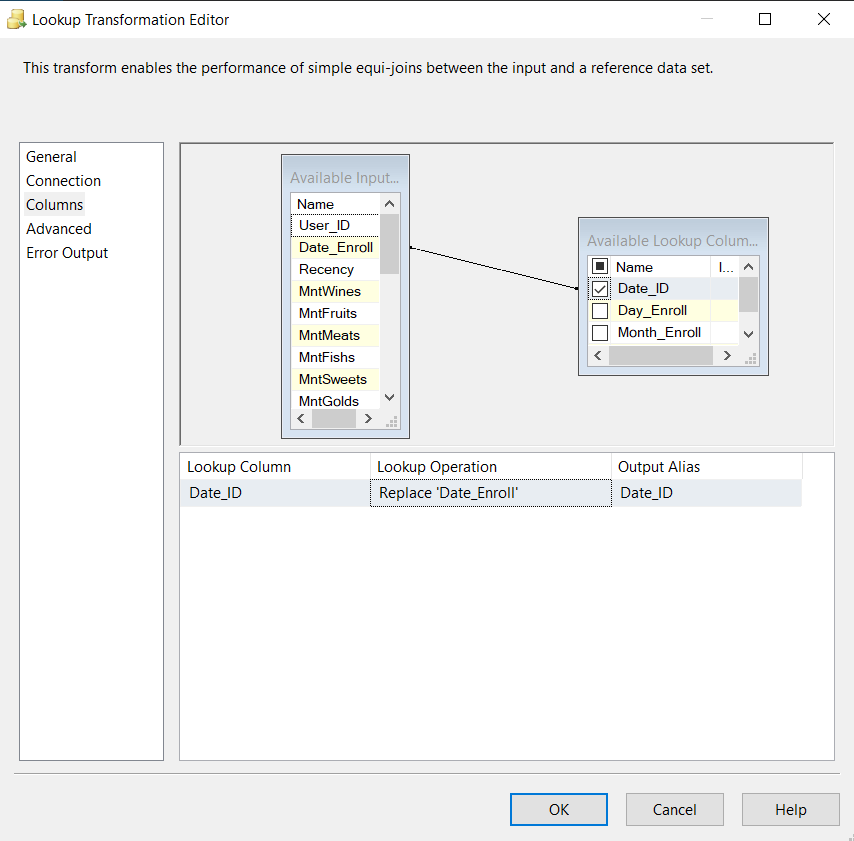 Lookup Transformation Editor
This transform enables the performance of simple equi-joins between the input and a reference data set.
General
Connection
Columns
Advanced
Error Output
Available Input...
Name
User_ID
Date_Enroll
Recency
MntWines
MntFruits
MntMeats
MntFishs
MntSweets
MntGolds
Available Lookup Colum...
Name I...
Date_ID
Day_Enroll
Month_Enroll
Lookup Column Lookup Operation Output Alias
Date_ID Replace 'Date_Enroll' Date_ID
OK Cancel Help